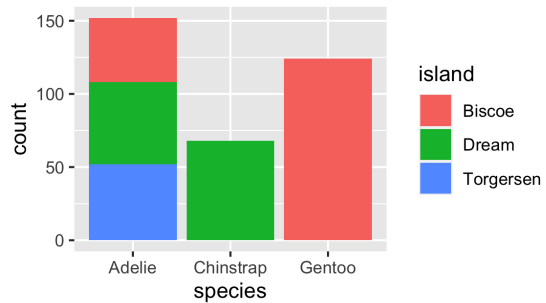 150
100
50
0
count
Adelie Chinstrap Gentoo
species
island
Biscoe
Dream
Torgersen